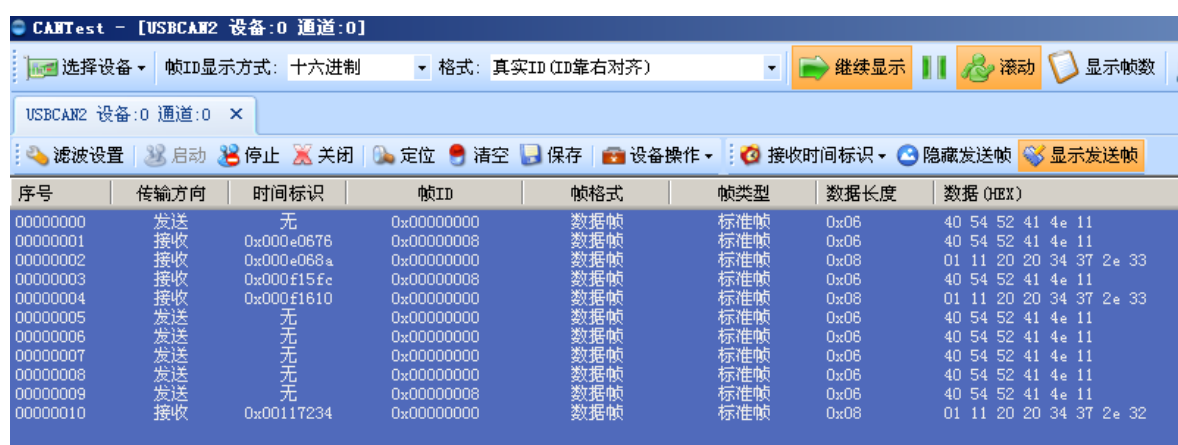 CANTest - [USBCAN2 设备:0 通道:0]
选择设备 帧ID显示方式: 十六进制 格式: 真实ID(ID靠右对齐) 继续显示 滚动 显示帧数
USBCAN2 设备:0 通道:0 ×
滤波设置 启动 停止 关闭 定位 清空 保存 设备操作 接收时间标识 隐藏发送帧 显示发送帧
序号 传输方向 时间标识 帧ID 帧格式 帧类型 数据长度 数据(HEX)
00000000 发送 无 0x00000000 数据帧 标准帧 0x06 40 54 52 41 4e 11
00000001 接收 0x000e0676 0x00000008 数据帧 标准帧 0x06 40 54 52 41 4e 11
00000002 接收 0x000e068a 0x00000000 数据帧 标准帧 0x08 01 11 20 20 34 37 2e 33
00000003 接收 0x000f15fc 0x00000008 数据帧 标准帧 0x06 40 54 52 41 4e 11
00000004 接收 0x000f1610 0x00000000 数据帧 标准帧 0x08 01 11 20 20 34 37 2e 33
00000005 发送 无 0x00000000 数据帧 标准帧 0x06 40 54 52 41 4e 11
00000006 发送 无 0x00000000 数据帧 标准帧 0x06 40 54 52 41 4e 11
00000007 发送 无 0x00000000 数据帧 标准帧 0x06 40 54 52 41 4e 11
00000008 发送 无 0x00000000 数据帧 标准帧 0x06 40 54 52 41 4e 11
00000009 发送 无 0x00000008 数据帧 标准帧 0x06 40 54 52 41 4e 11
00000010 接收 0x00117234 0x00000000 数据帧 标准帧 0x08 01 11 20 20 34 37 2e 32